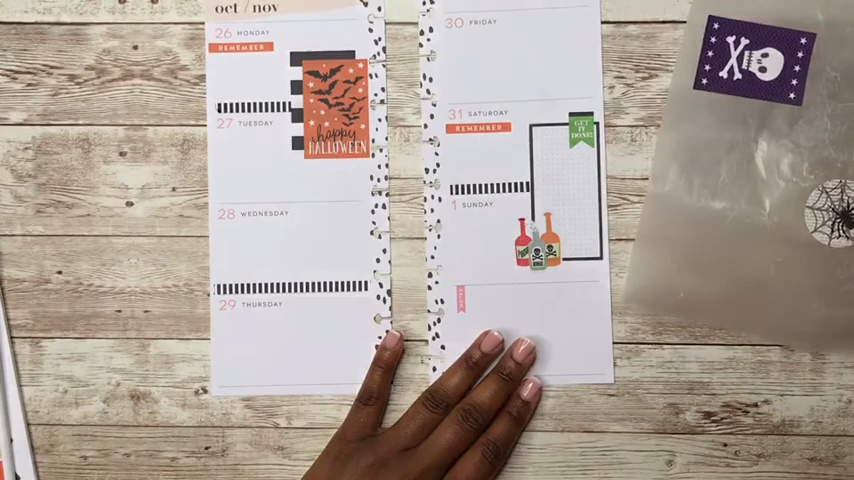 oct / nov
26 MONDAY
REMEMBER
happy
HALLOWEEN
27 TUESDAY
28 WEDNESDAY
29 THURSDAY
30 FRIDAY
31 SATURDAY
REMEMBER
GET
IT
DONE!
1 SUNDAY
NOTES